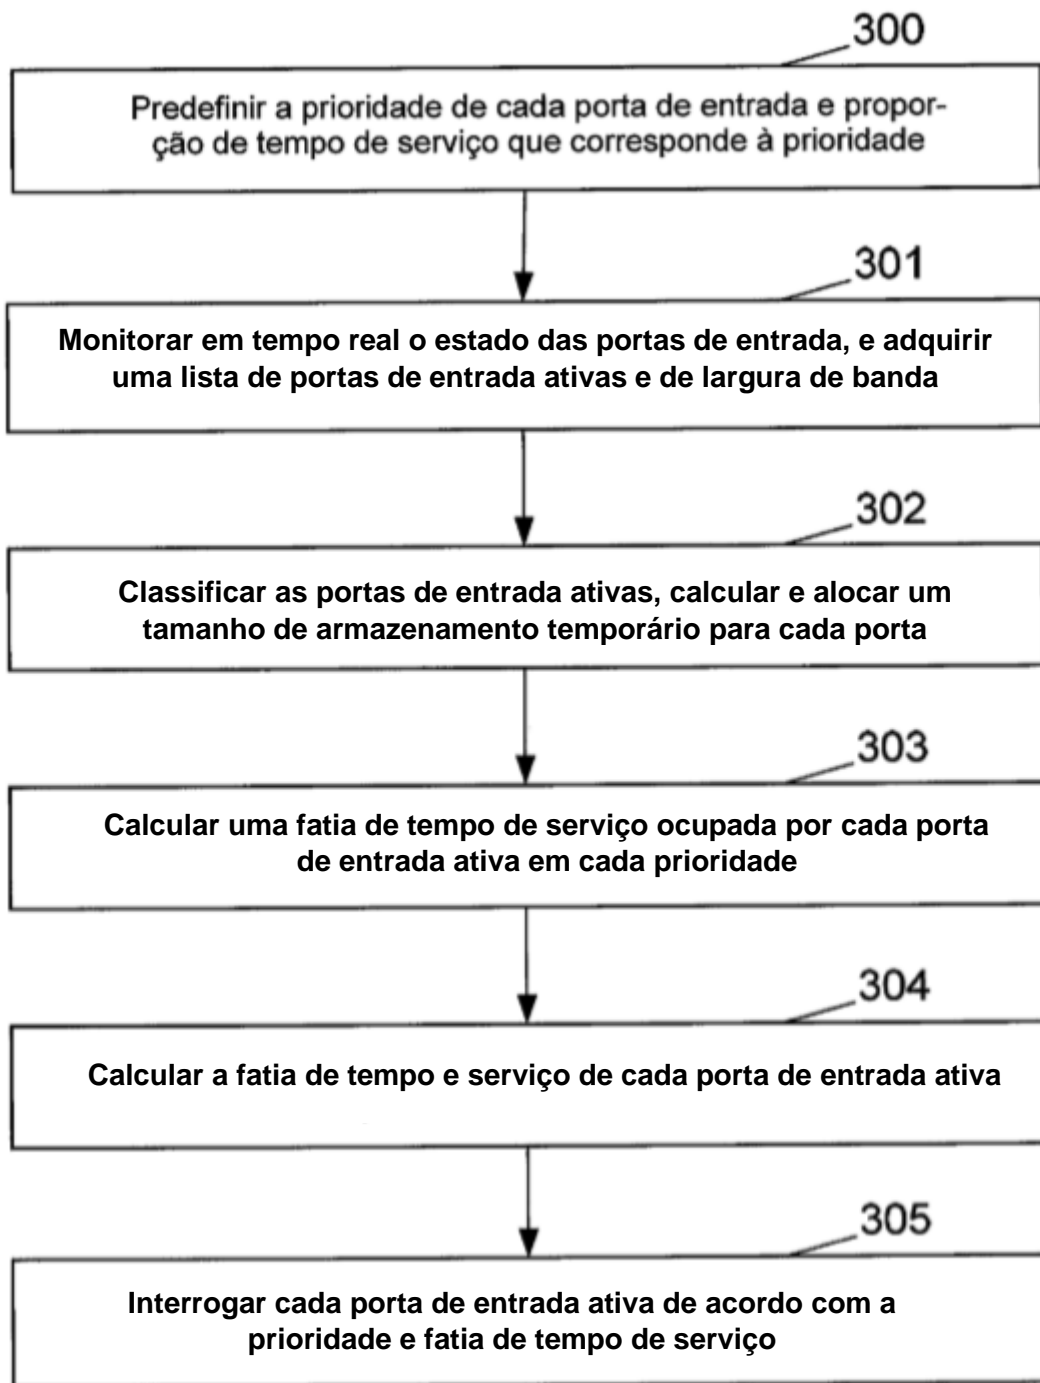 300
Predefinir a prioridade de cada porta de entrada e propor-
ção de tempo de serviço que corresponde à prioridade
301
Monitorar em tempo real o estado das portas de entrada, e adquirir
uma lista de portas de entrada ativas e de largura de banda
302
Classificar as portas de entrada ativas, calcular e alocar um
tamanho de armazenamento temporário para cada porta
303
Calcular uma fatia de tempo de serviço ocupada por cada porta
de entrada ativa em cada prioridade
304
Calcular a fatia de tempo e serviço de cada porta de entrada ativa
305
Interrogar cada porta de entrada ativa de acordo com a
prioridade e fatia de tempo de serviço